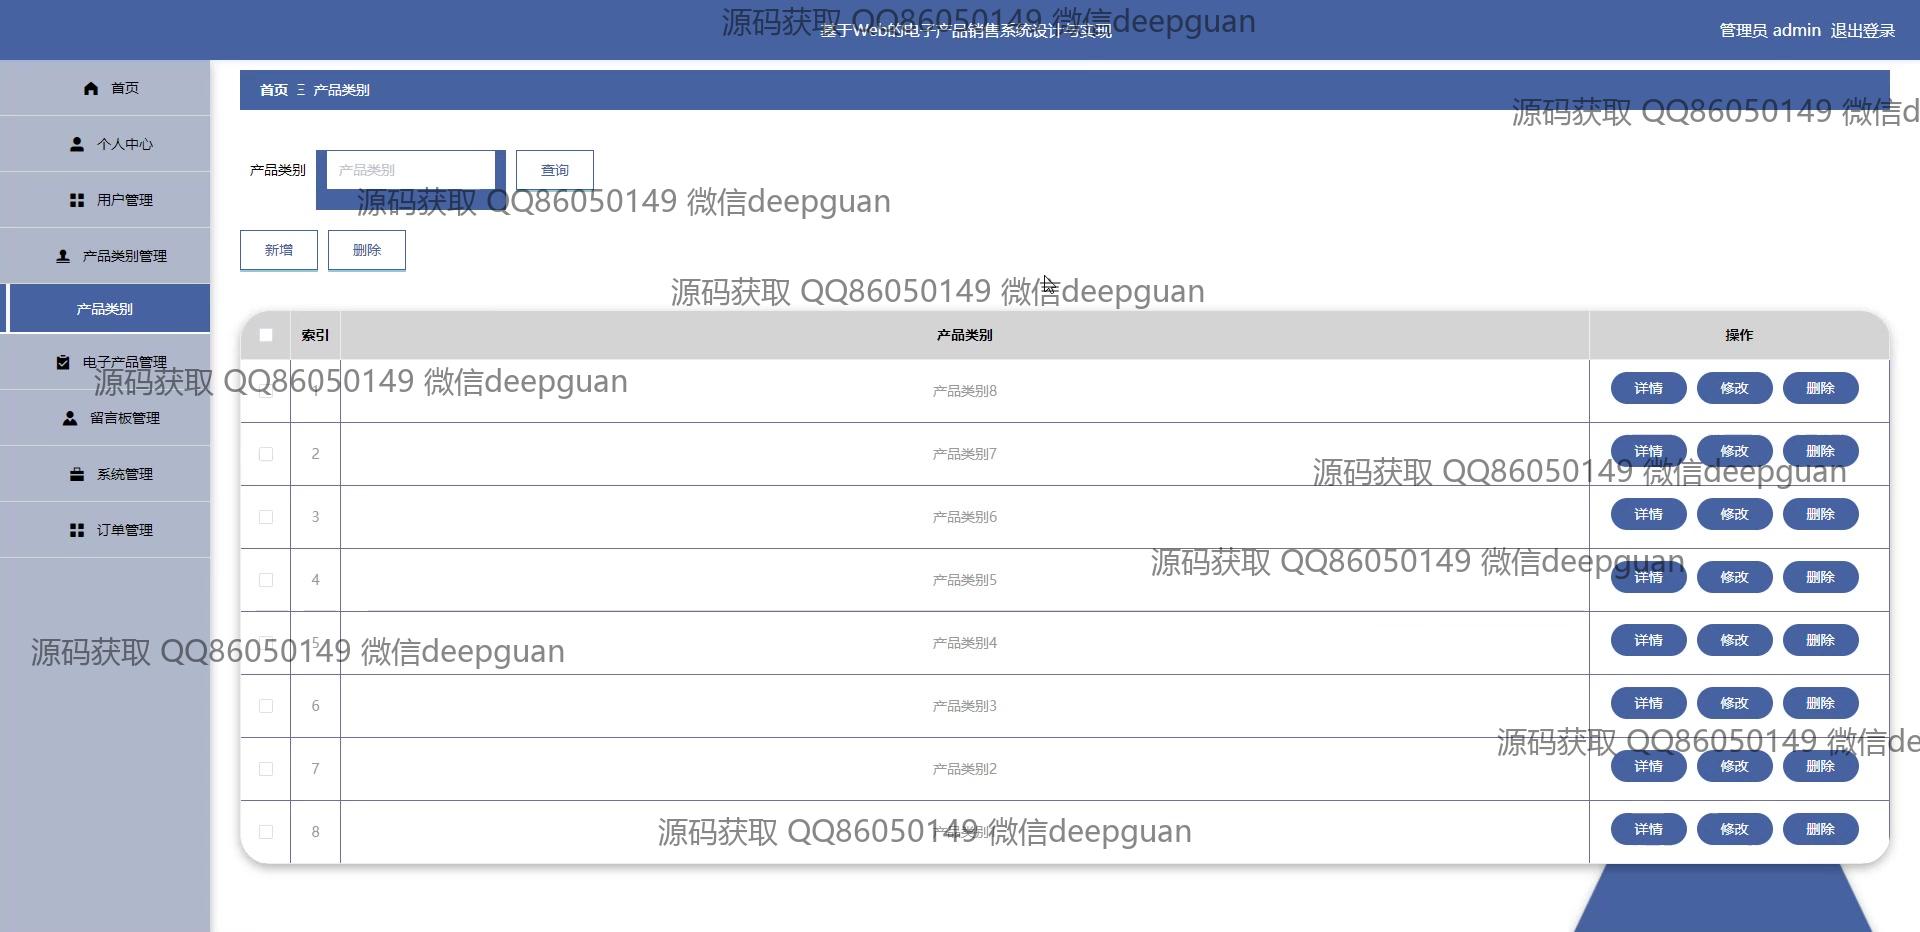 基于Web的电子产品销售系统设计与实现
管理员 admin 退出登录
源码获取 QQ86050149 微信deepguan
首页
个人中心
用户管理
产品类别管理
产品类别
电子产品管理
留言板管理
系统管理
订单管理
首页 Ξ 产品类别
源码获取 QQ86050149 微信d
产品类别 产品类别 查询
源码获取 QQ86050149 微信deepguan
新增 删除
源码获取 QQ86050149 微信deepguan
索引 产品类别 操作
源码获取 QQ86050149 微信deepguan
1 产品类别8 详情 修改 删除
2 产品类别7 详情 修改 删除
源码获取 QQ86050149 微信deepguan
3 产品类别6 详情 修改 删除
源码获取 QQ86050149 微信deepguan
4 产品类别5 详情 修改 删除
5 产品类别4 详情 修改 删除
源码获取 QQ86050149 微信deepguan
6 产品类别3 详情 修改 删除
源码获取 QQ86050149 微信de
7 产品类别2 详情 修改 删除
8 产品类别 详情 修改 删除
源码获取 QQ86050149 微信deepguan